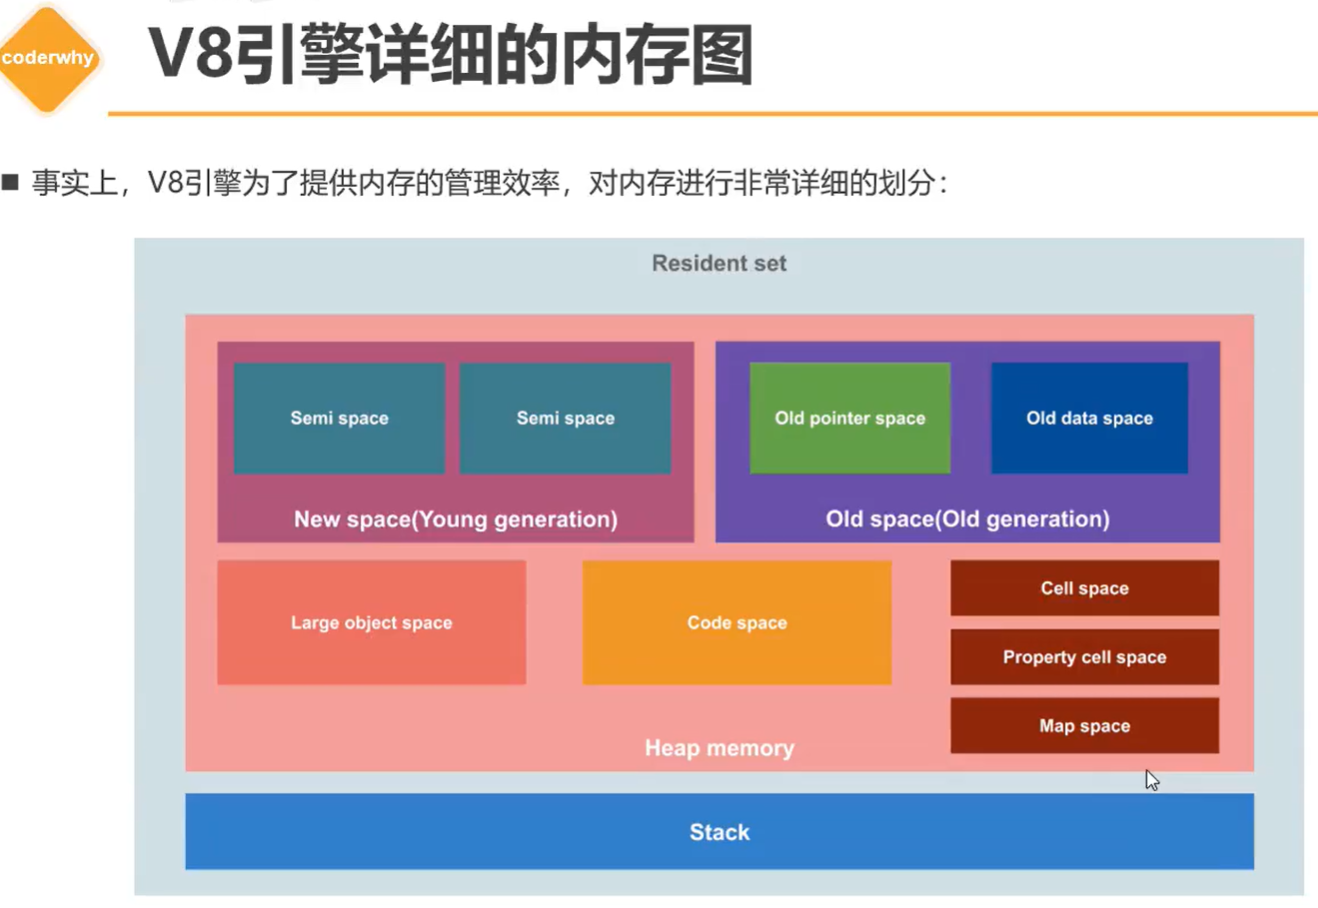 coderwhy
V8引擎详细的内存图
事实上，V8引擎为了提供内存的管理效率，对内存进行非常详细的划分：
Resident set
Semi space
Semi space
Old pointer space
Old data space
New space(Young generation)
Old space(Old generation)
Large object space
Code space
Cell space
Property cell space
Map space
Heap memory
Stack